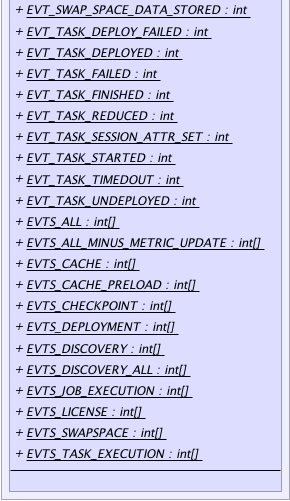 + EVT_SWAP_SPACE_DATA_STORED : int
+ EVT_TASK_DEPLOY_FAILED : int
+ EVT_TASK_DEPLOYED : int
+ EVT_TASK_FAILED : int
+ EVT_TASK_FINISHED : int
+ EVT_TASK_REDUCED : int
+ EVT_TASK_SESSION_ATTR_SET : int
+ EVT_TASK_STARTED : int
+ EVT_TASK_TIMEDOUT : int
+ EVT_TASK_UNDEPLOYED : int
+ EVTS_ALL : int[]
+ EVTS_ALL_MINUS_METRIC_UPDATE : int[]
+ EVTS_CACHE : int[]
+ EVTS_CACHE_PRELOAD : int[]
+ EVTS_CHECKPOINT : int[]
+ EVTS_DEPLOYMENT : int[]
+ EVTS_DISCOVERY : int[]
+ EVTS_DISCOVERY_ALL : int[]
+ EVTS_JOB_EXECUTION : int[]
+ EVTS_LICENSE : int[]
+ EVTS_SWAPSPACE : int[]
+ EVTS_TASK_EXECUTION : int[]